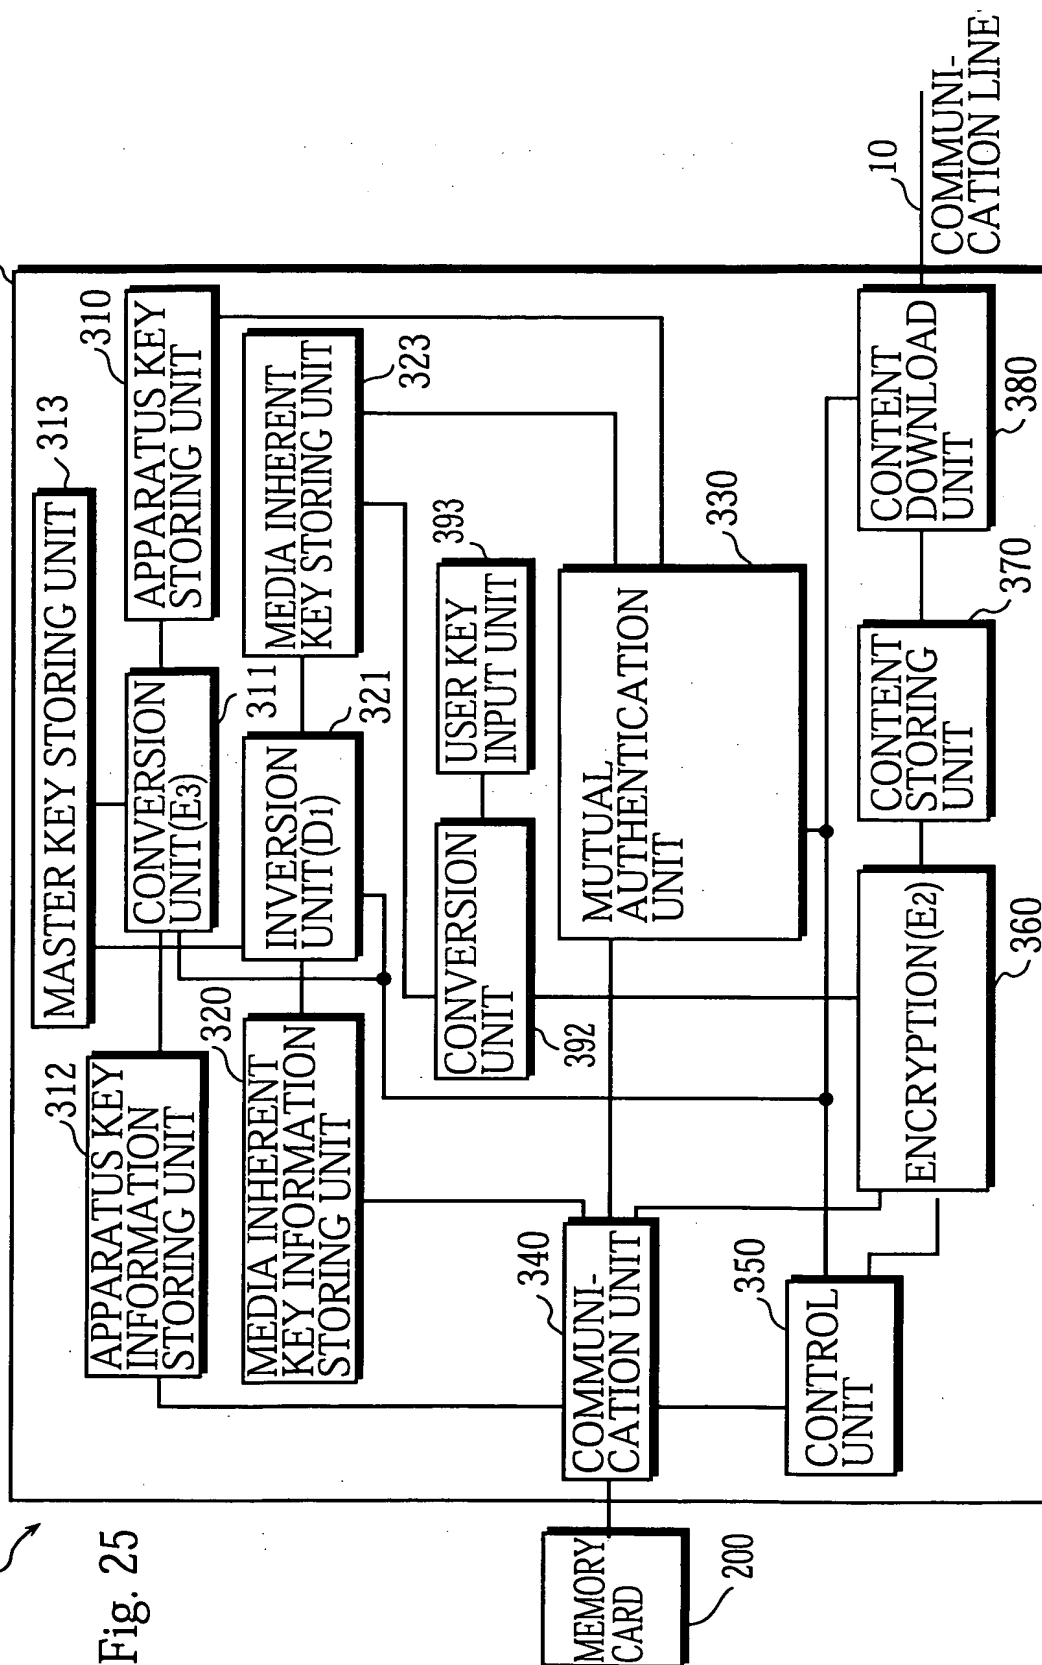 Fig. 25
MASTER KEY STORING UNIT
313
APPARATUS KEY
INFORMATION
STORING UNIT
312
CONVERSION
UNIT(E3)
311
APPARATUS KEY
STORING UNIT
310
MEDIA INHERENT
KEY INFORMATION
STORING UNIT
320
INVERSION
UNIT(D1)
321
MEDIA INHERENT
KEY STORING UNIT
323
CONVERSION
UNIT
392
USER KEY
INPUT UNIT
393
MEMORY
CARD
200
COMMUNI-
CATION UNIT
340
MUTUAL
AUTHENTICATION
UNIT
330
CONTROL
UNIT
350
ENCRYPTION(E2)
360
CONTENT
STORING
UNIT
370
CONTENT
DOWNLOAD
UNIT
380
10
COMMUNI-
CATION LINE